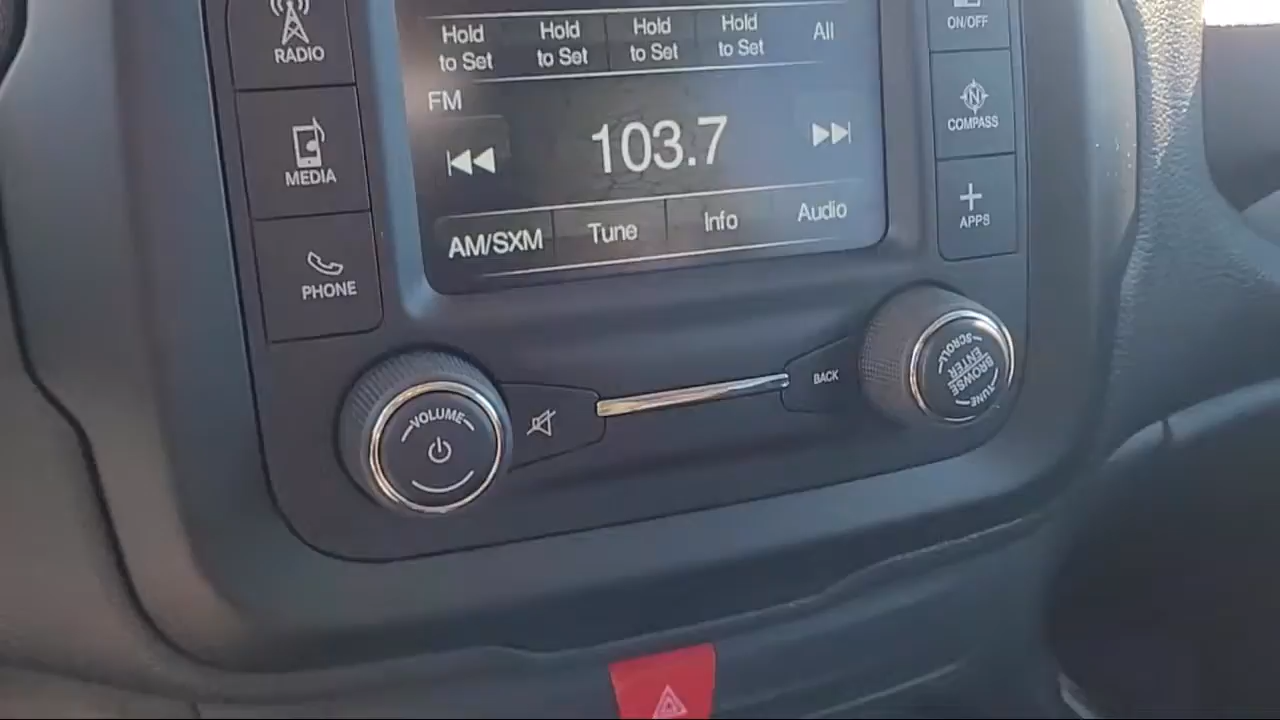 RADIO
MEDIA
PHONE
Hold
to Set
Hold
to Set
Hold
to Set
Hold
to Set
All
FM
103.7
AM/SXM
Tune
Info
Audio
ON/OFF
N
COMPASS
APPS
VOLUME
BACK
SCROLL
BROWSE
ENTER
TUNE